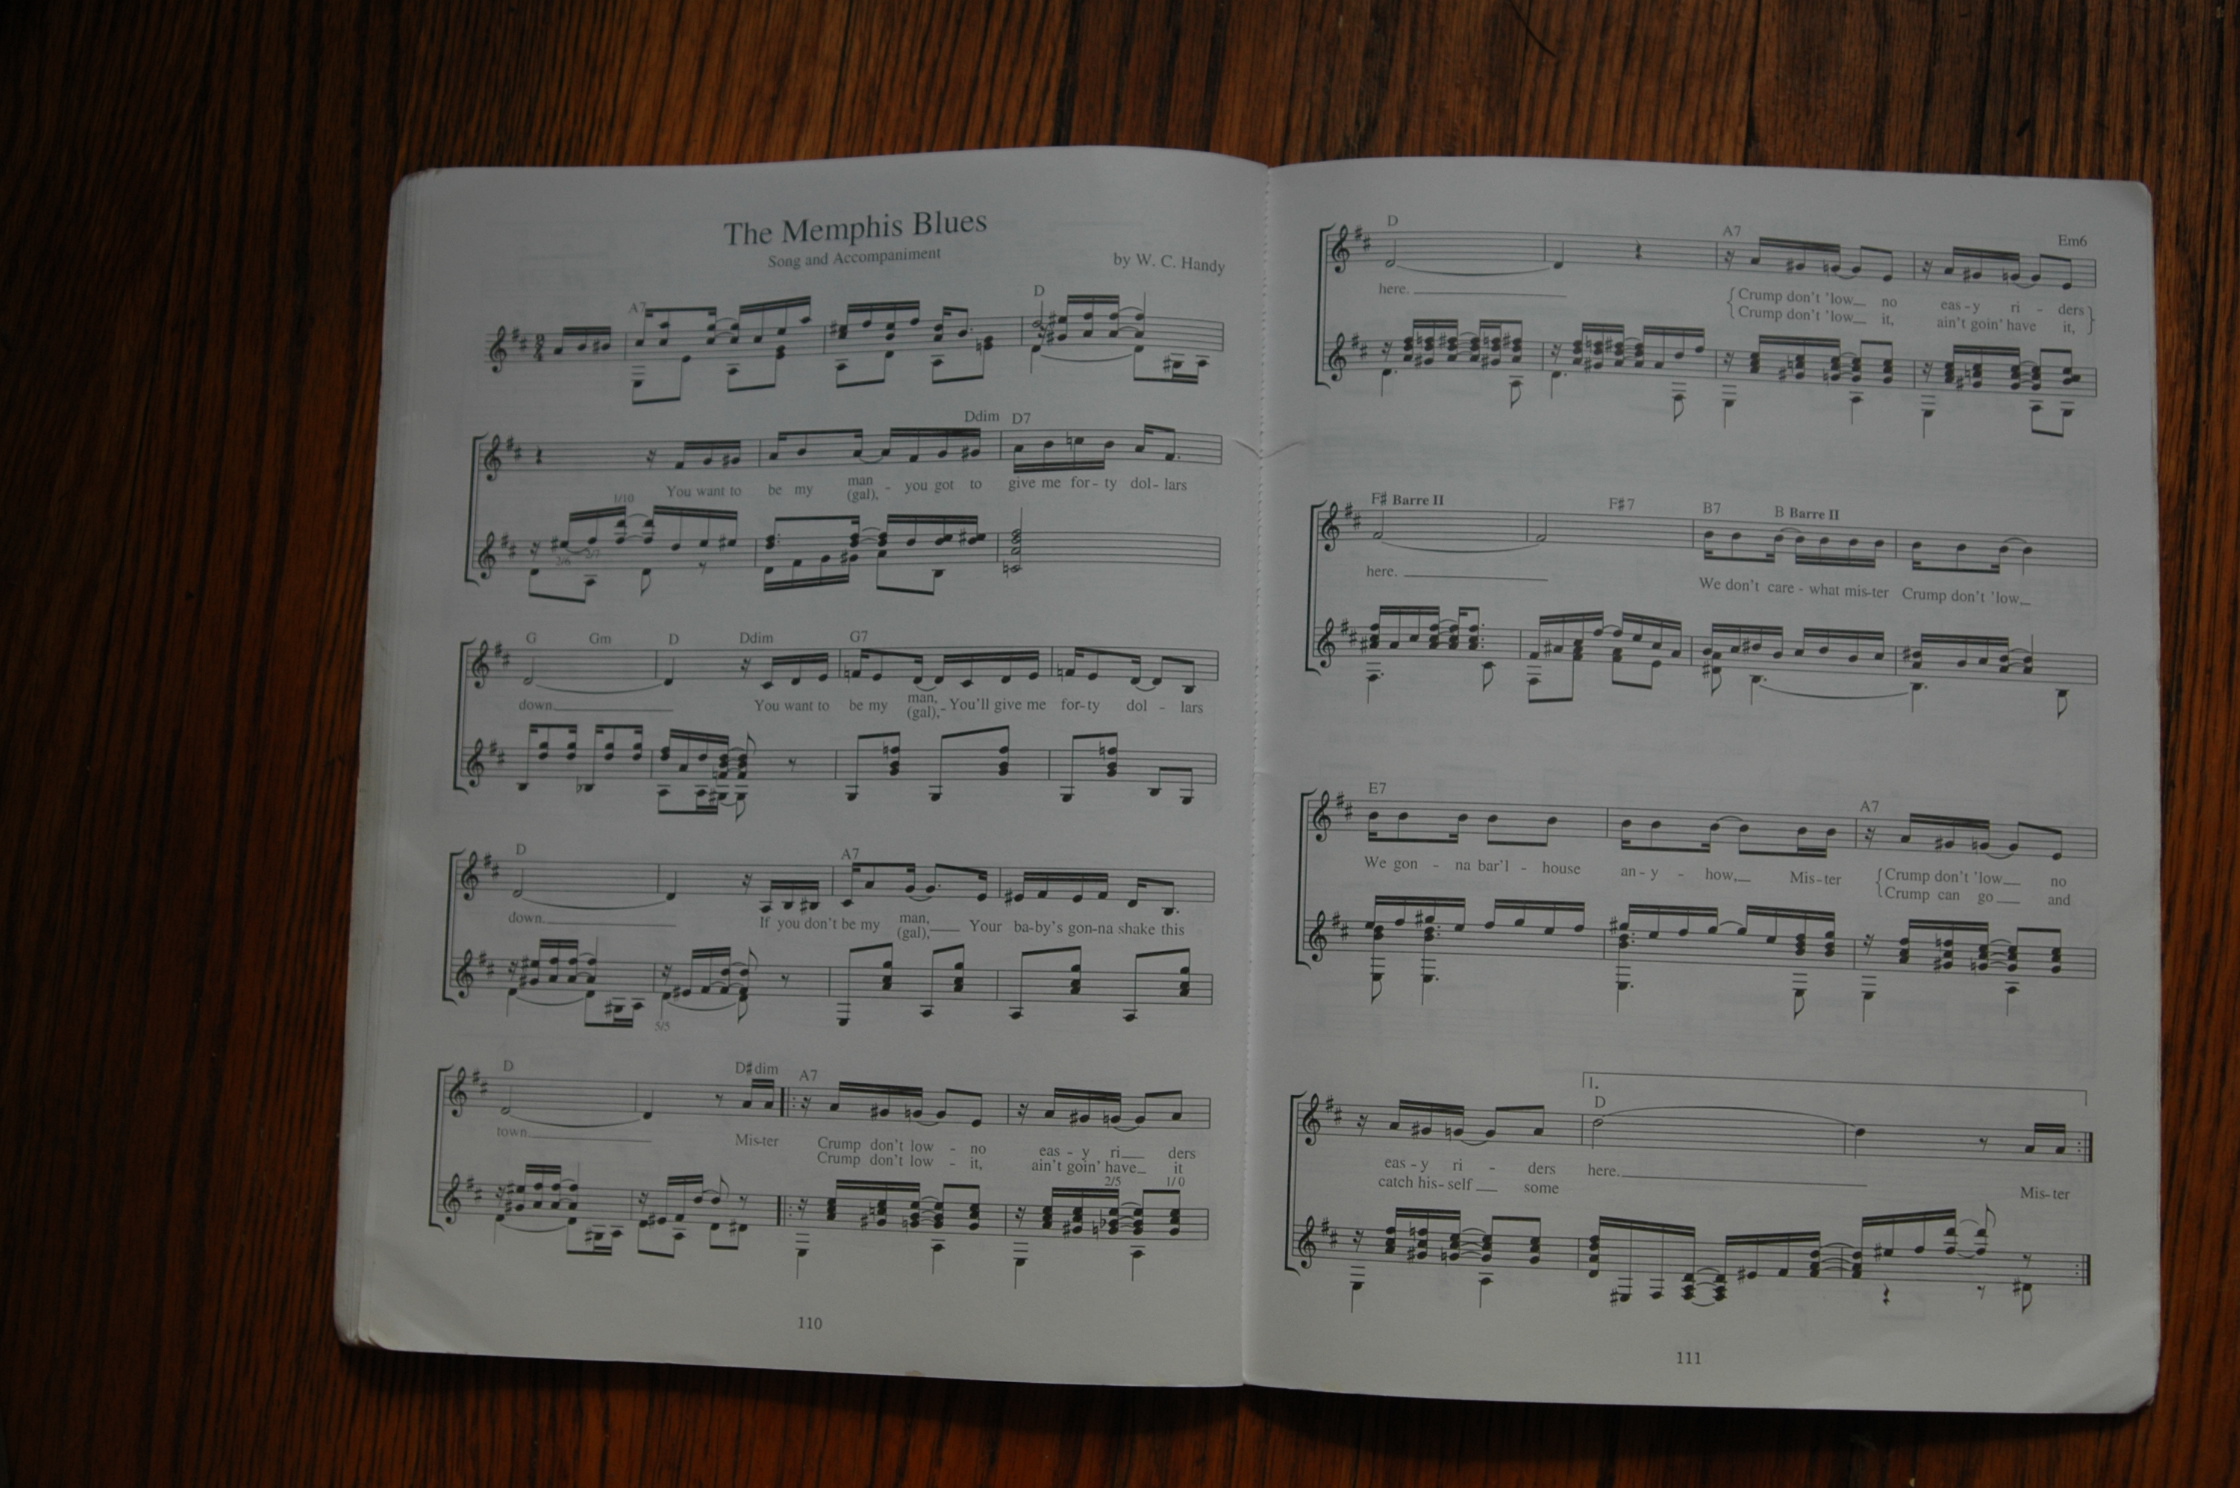 The Memphis Blues
Song and Accompaniment
by W. C. Handy
A7 D
Ddim D7
You want to be my man - you got to give me for- ty dol- lars
(gal),
1/10
2/6 2/7
G Gm D Ddim G7
down You want to be my man, - You'll give me for-ty dol - lars
(gal),
D A7
down If you don't be my man, Your ba-by's gon-na shake this
(gal),
5/5
D D♯dim A7
town Mis-ter Crump don't low - no eas - y ri ders
Crump don't low - it, ain't goin' have it
2/5 1/0
110
D A7 Em6
here. {Crump don't 'low no eas - y ri - ders}
{Crump don't 'low it, ain't goin' have it,
F♯ Barre II F♯7 B7 B Barre II
here. We don't care - what mis-ter Crump don't 'low
E7 A7
We gon - na bar'l - house an - y - how, Mis-ter {Crump don't 'low no
{Crump can go and
1.
D
eas - y ri - ders here. Mis-ter
catch his-self some
111